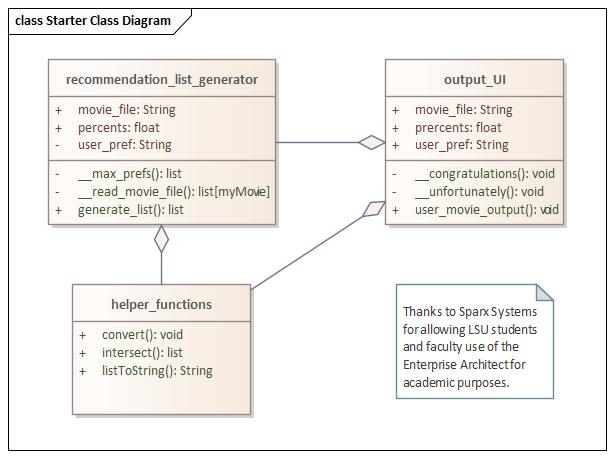 class Starter Class Diagram
recommendation_list_generator
+ movie_file: String
+ percents: float
- user_pref: String
- __max_prefs(): list
- __read_movie_file(): list[myMovie]
+ generate_list(): list
output_UI
+ movie_file: String
+ prercents: float
+ user_pref: String
- __congratulations(): void
- __unfortunately(): void
+ user_movie_output(): void
helper_functions
+ convert(): void
+ intersect(): list
+ listToString(): String
Thanks to Sparx Systems
for allowing LSU students
and faculty use of the
Enterprise Architect for
academic purposes.